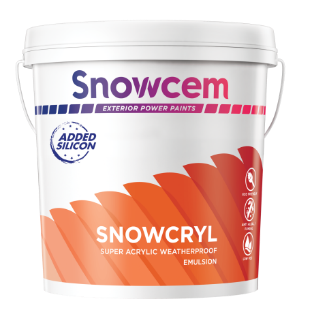 Snowcem
EXTERIOR POWER PAINTS
ADDED
SILICON
SNOWCRYL
SUPER ACRYLIC WEATHERPROOF
EMULSION